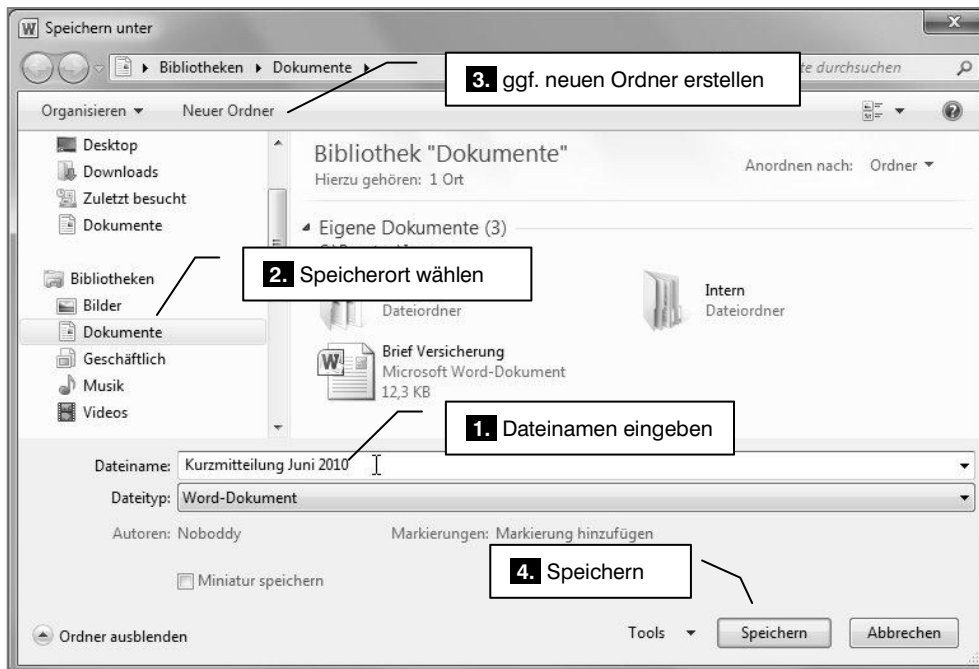 Speichern unter
Bibliotheken Dokumente
te durchsuchen
3. ggf. neuen Ordner erstellen
Organisieren Neuer Ordner
Desktop
Downloads
Zuletzt besucht
Dokumente
Bibliotheken
Bilder
Dokumente
Geschäftlich
Musik
Videos
Bibliothek "Dokumente"
Hierzu gehören: 1 Ort
Anordnen nach: Ordner
Eigene Dokumente (3)
2. Speicherort wählen
Dateiordner
Intern
Dateiordner
Brief Versicherung
Microsoft Word-Dokument
12,3 KB
1. Dateinamen eingeben
Dateiname: Kurzmitteilung Juni 2010
Dateityp: Word-Dokument
Autoren: Noboddy Markierungen: Markierung hinzufügen
Miniatur speichern
4. Speichern
Ordner ausblenden Tools Speichern Abbrechen